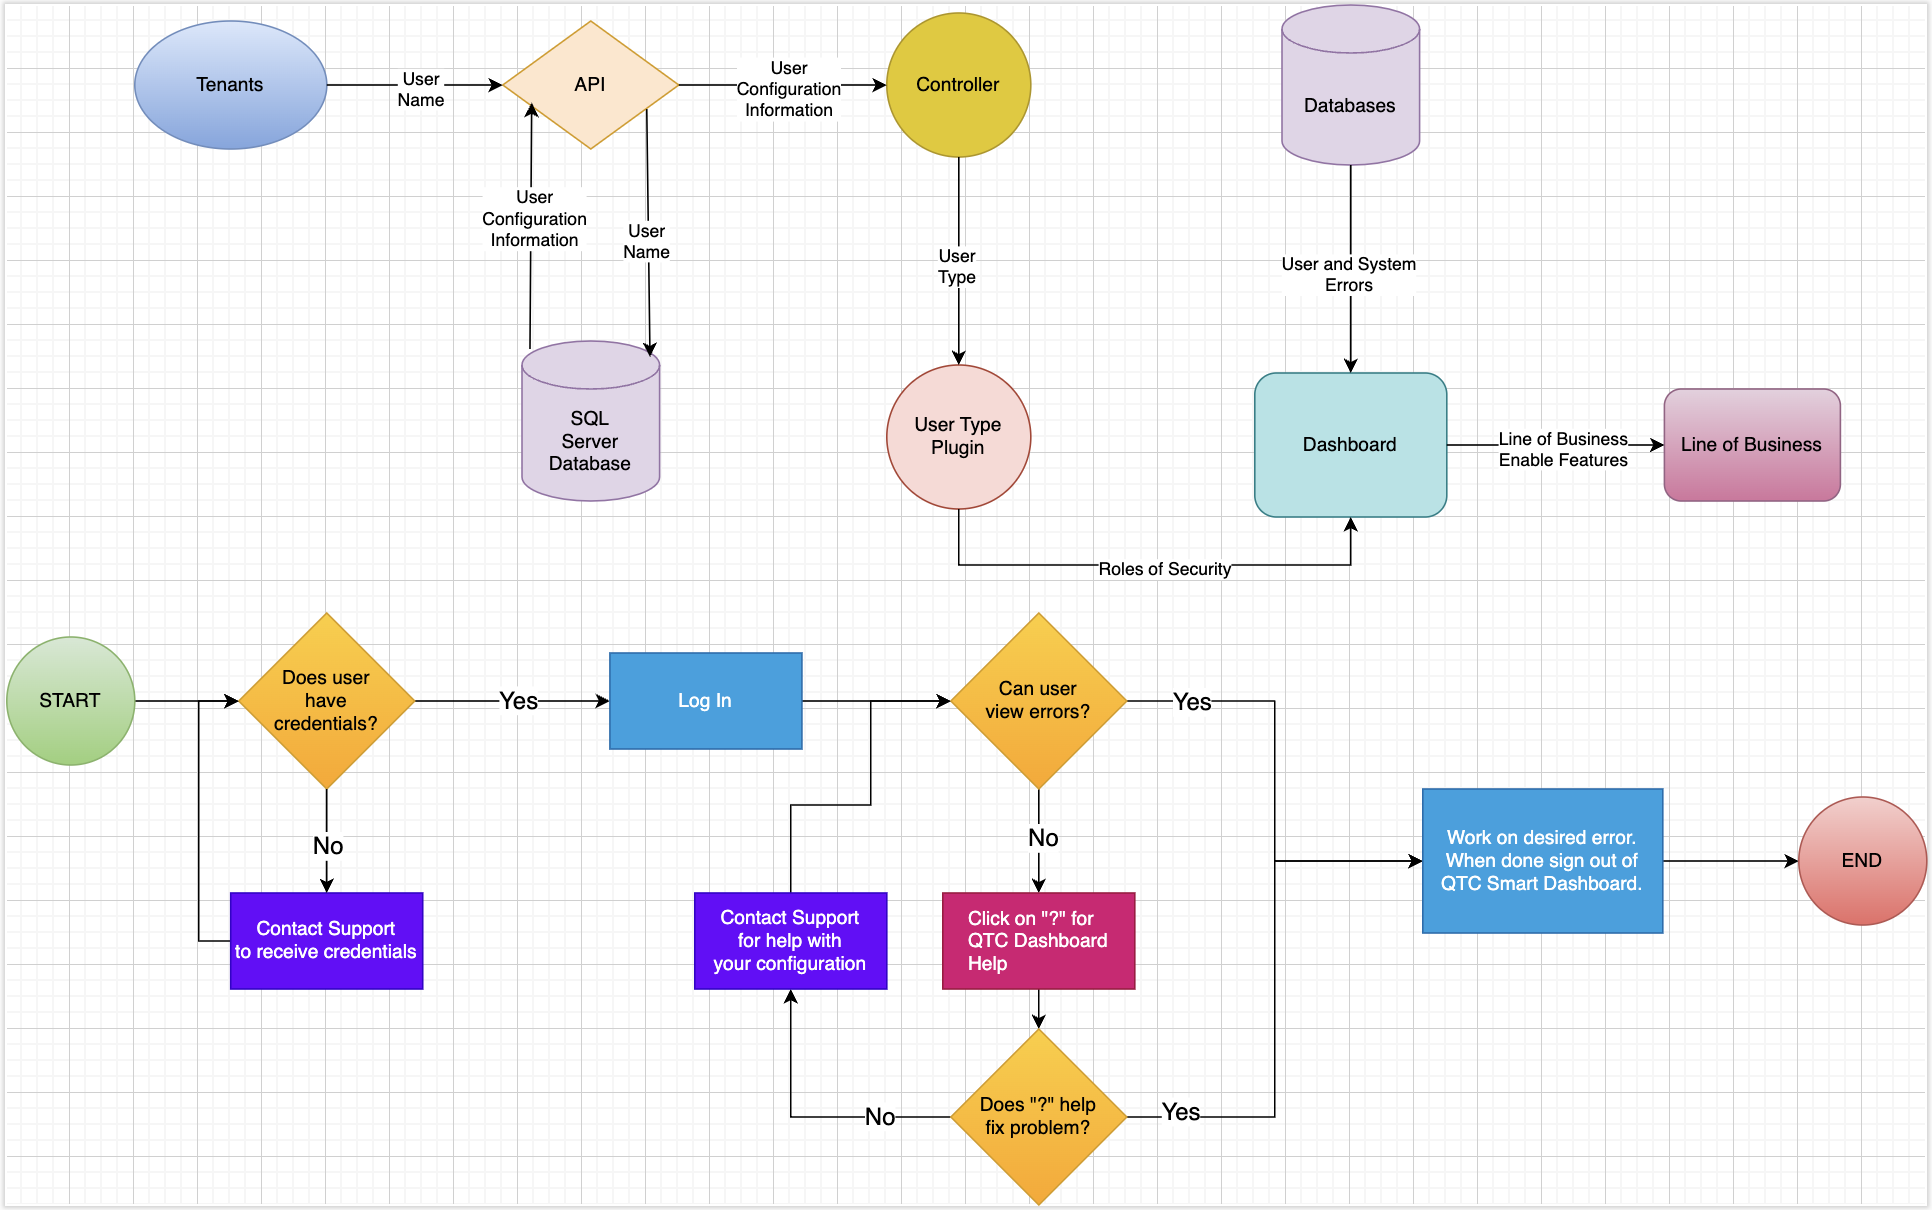 Tenants
User
Name
API
User
Configuration
Information
Controller
Databases
User
Configuration
Information
User
Name
User
Type
User and System
Errors
SQL
Server
Database
User Type
Plugin
Dashboard
Line of Business
Enable Features
Line of Business
Roles of Security
START
Does user
have
credentials?
Yes
Log In
Can user
view errors?
Yes
No
No
Contact Support
to receive credentials
Contact Support
for help with
your configuration
Click on "?" for
QTC Dashboard
Help
Work on desired error.
When done sign out of
QTC Smart Dashboard.
END
No
Does "?" help
fix problem?
Yes